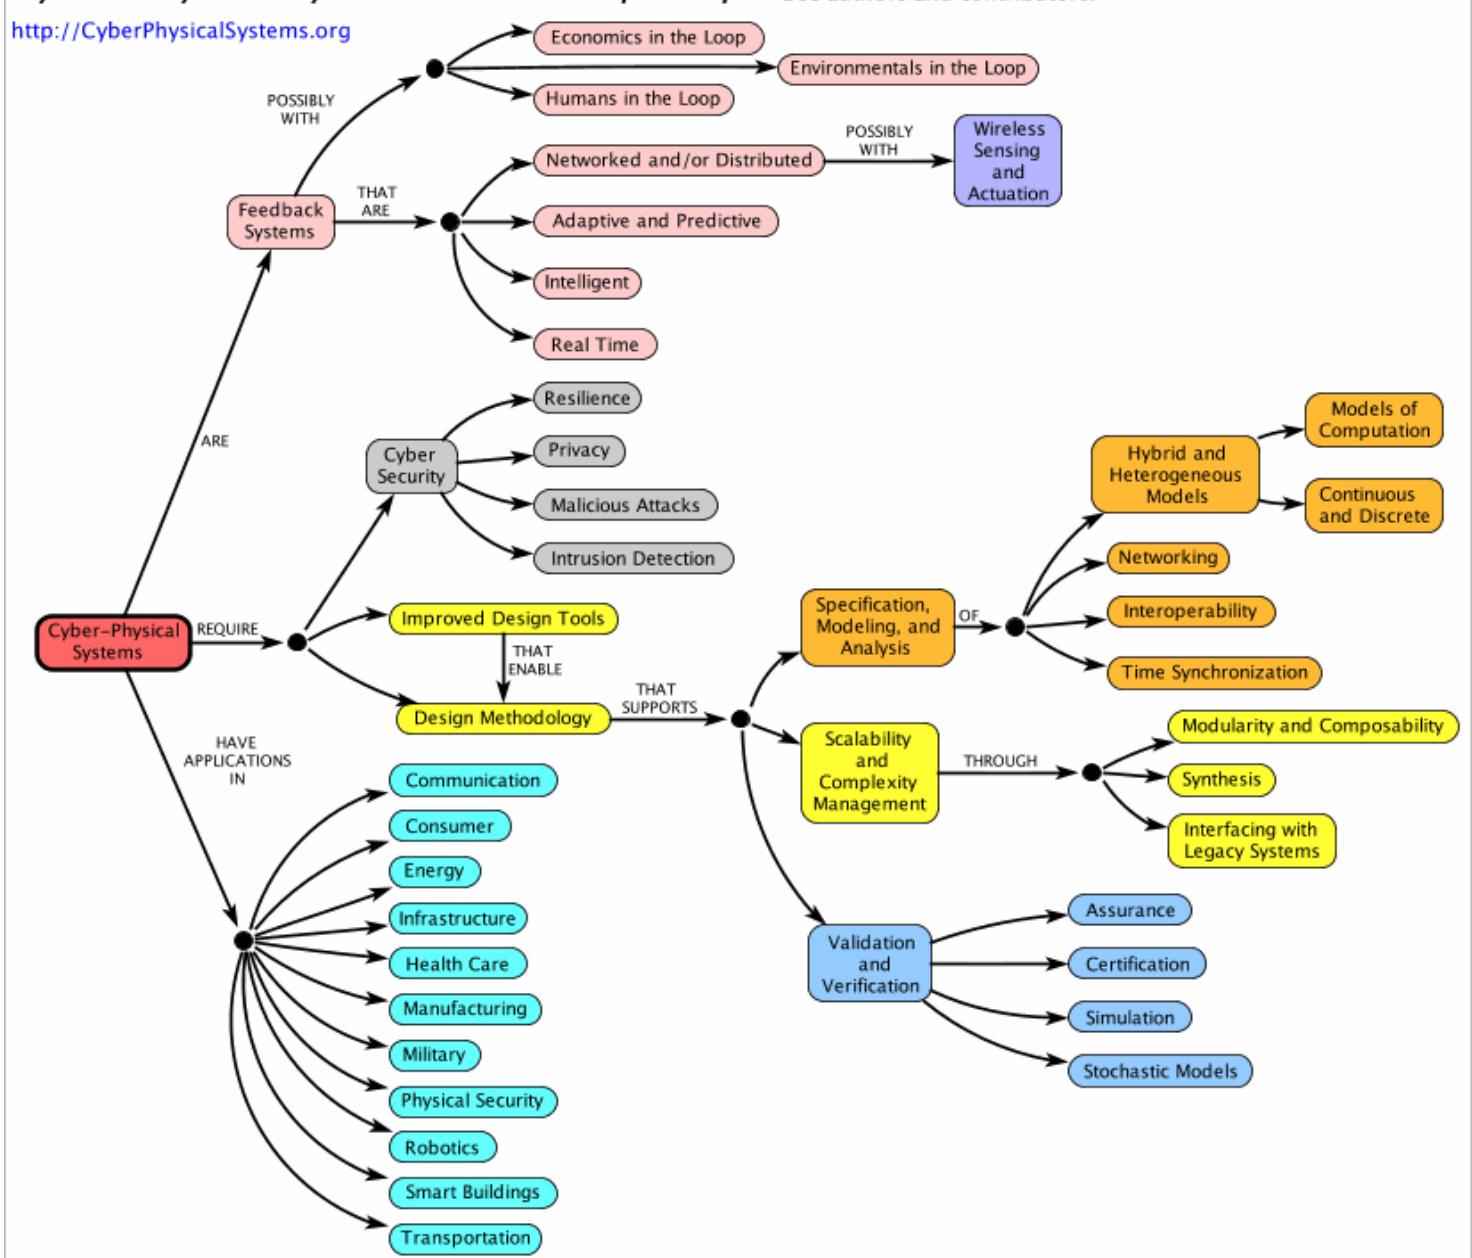 http://CyberPhysicalSystems.org
Economics in the Loop
Environmentals in the Loop
Humans in the Loop
POSSIBLY
WITH
Networked and/or Distributed
POSSIBLY
WITH
Wireless
Sensing
and
Actuation
Feedback
Systems
THAT
ARE
Adaptive and Predictive
Intelligent
Real Time
ARE
Cyber
Security
Resilience
Privacy
Malicious Attacks
Intrusion Detection
Cyber-Physical
Systems
REQUIRE
Improved Design Tools
THAT
ENABLE
Design Methodology
THAT
SUPPORTS
Specification,
Modeling, and
Analysis
OF
Hybrid and
Heterogeneous
Models
Models of
Computation
Continuous
and Discrete
Networking
Interoperability
Time Synchronization
Scalability
and
Complexity
Management
THROUGH
Modularity and Composability
Synthesis
Interfacing with
Legacy Systems
Validation
and
Verification
Assurance
Certification
Simulation
Stochastic Models
HAVE
APPLICATIONS
IN
Communication
Consumer
Energy
Infrastructure
Health Care
Manufacturing
Military
Physical Security
Robotics
Smart Buildings
Transportation